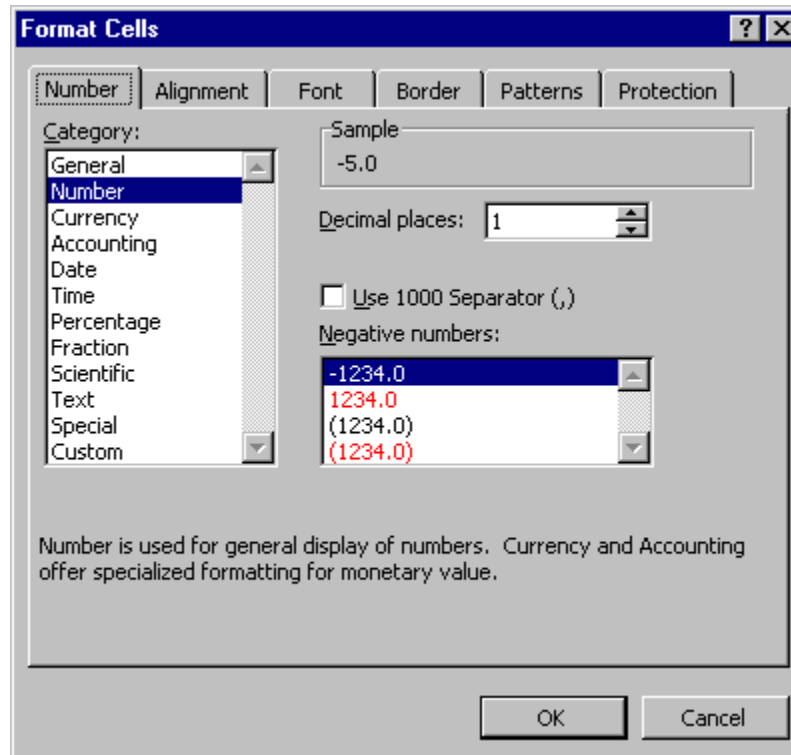 Format Cells
Number Alignment Font Border Patterns Protection
Category:
General
Number
Currency
Accounting
Date
Time
Percentage
Fraction
Scientific
Text
Special
Custom
Sample
-5.0
Decimal places: 1
Use 1000 Separator (,)
Negative numbers:
-1234.0
1234.0
(1234.0)
(1234.0)
Number is used for general display of numbers.  Currency and Accounting
offer specialized formatting for monetary value.
OK Cancel